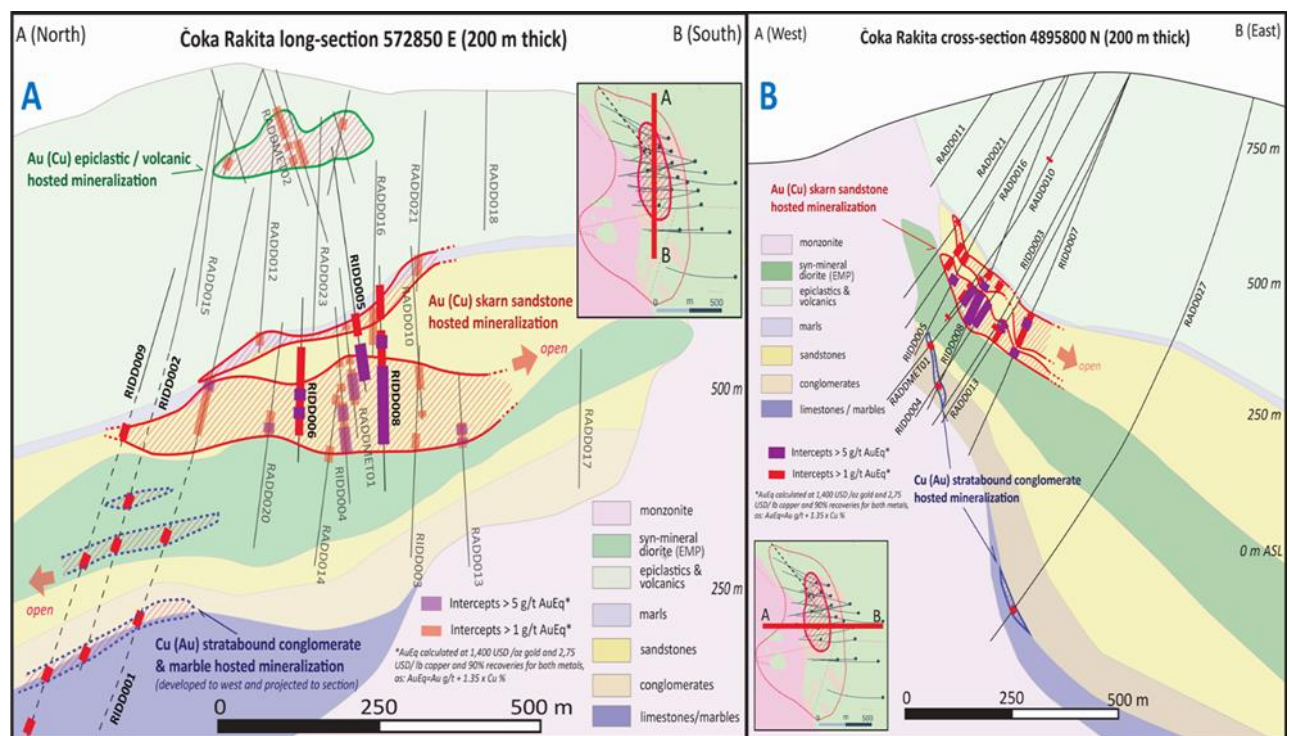 A (North)
Čoka Rakita long-section 572850 E (200 m thick)
B (South)
A
Au (Cu) epiclastic / volcanic
hosted mineralization
RADDMET02
A
B
0 m 500
RADD015
RADD012
RADD023
RIDD005
RADD016
RADD021
RADD010
RADD018
Au (Cu) skarn sandstone
hosted mineralization
open
RIDD009
RIDD002
RIDD006
RIDD008
RADDMET01
RIDD004
RADD020
RADD014
RIDD003
RADD013
RADD017
500 m
250 m
open
Cu (Au) stratabound conglomerate
& marble hosted mineralization
(developed to west and projected to section)
RIDD001
Intercepts > 5 g/t AuEq*
Intercepts > 1 g/t AuEq*
*AuEq calculated at 1,400 USD /oz gold and 2,75
USD/ lb copper and 90% recoveries for both metals,
as: AuEq=Au g/t + 1.35 x Cu %
monzonite
syn-mineral
diorite (EMP)
epiclastics &
volcanics
marls
sandstones
conglomerates
limestones/marbles
0 250 500 m
A (West)
Čoka Rakita cross-section 4895800 N (200 m thick)
B (East)
B
RADD011
RADD021
RADD016
RADD010
RIDD003
RIDD007
RADD027
750 m
500 m
250 m
0 m ASL
Au (Cu) skarn sandstone
hosted mineralization
monzonite
syn-mineral
diorite (EMP)
epiclastics &
volcanics
marls
sandstones
conglomerates
limestones / marbles
RIDD005
RADDMET01
RIDD004
RIDD008
RADD013
open
Intercepts > 5 g/t AuEq*
Intercepts > 1 g/t AuEq*
*AuEq calculated at 1,400 USD /oz gold and 2,75
USD/ lb copper and 90% recoveries for both metals,
as: AuEq=Au g/t + 1.35 x Cu %
Cu (Au) stratabound conglomerate
hosted mineralization
A
B
0 m 500
0 250 500 m